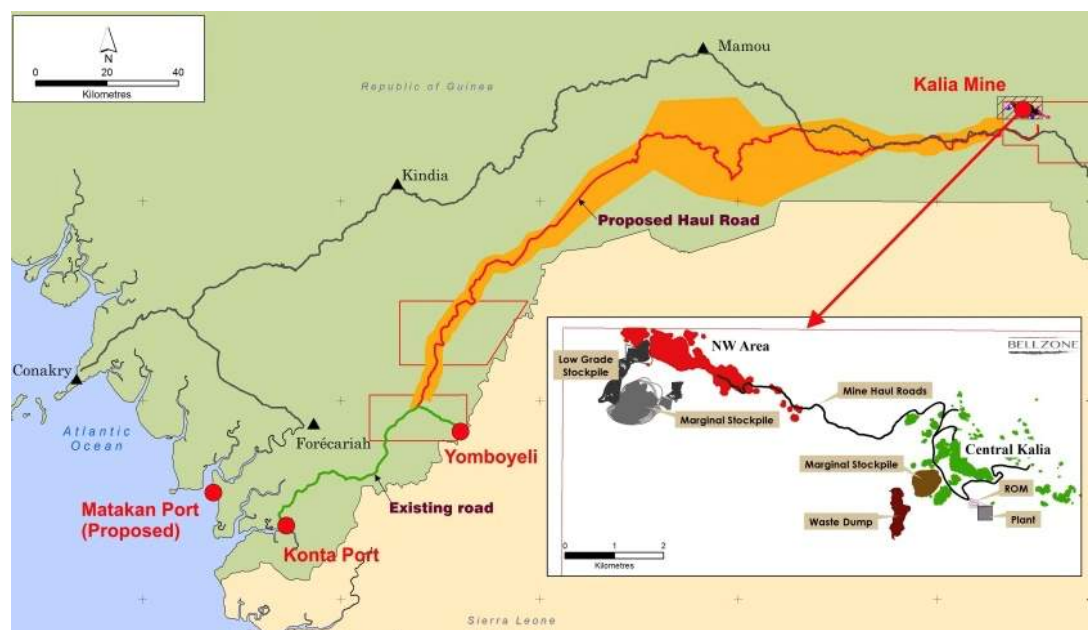 N
0 20 40
Kilometres
Republic of Guinea
Mamou
Kalia Mine
Kindia
Proposed Haul Road
Conakry
Atlantic
Ocean
Forécariah
Yomboyeli
Matakan Port
(Proposed)
Existing road
Konta Port
Sierra Leone
BELLZONE
NW Area
Low Grade
Stockpile
Mine Haul Roads
Marginal Stockpile
Central Kalia
Marginal Stockpile
ROM
Waste Dump
Plant
0 1 2
Kilometres